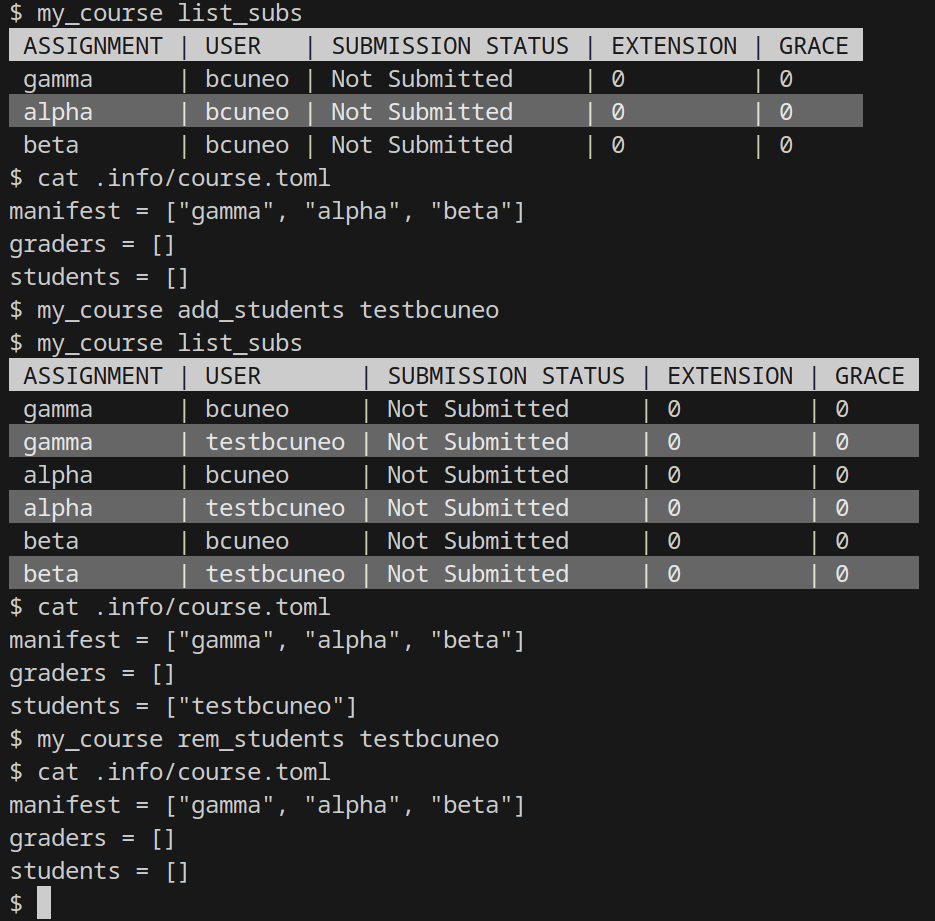 $ my_course list_subs
ASSIGNMENT | USER   | SUBMISSION STATUS | EXTENSION | GRACE
gamma      | bcuneo | Not Submitted     | 0         | 0
alpha      | bcuneo | Not Submitted     | 0         | 0
beta       | bcuneo | Not Submitted     | 0         | 0
$ cat .info/course.toml
manifest = ["gamma", "alpha", "beta"]
graders = []
students = []
$ my_course add_students testbcuneo
$ my_course list_subs
ASSIGNMENT | USER       | SUBMISSION STATUS | EXTENSION | GRACE
gamma      | bcuneo     | Not Submitted     | 0         | 0
gamma      | testbcuneo | Not Submitted     | 0         | 0
alpha      | bcuneo     | Not Submitted     | 0         | 0
alpha      | testbcuneo | Not Submitted     | 0         | 0
beta       | bcuneo     | Not Submitted     | 0         | 0
beta       | testbcuneo | Not Submitted     | 0         | 0
$ cat .info/course.toml
manifest = ["gamma", "alpha", "beta"]
graders = []
students = ["testbcuneo"]
$ my_course rem_students testbcuneo
$ cat .info/course.toml
manifest = ["gamma", "alpha", "beta"]
graders = []
students = []
$